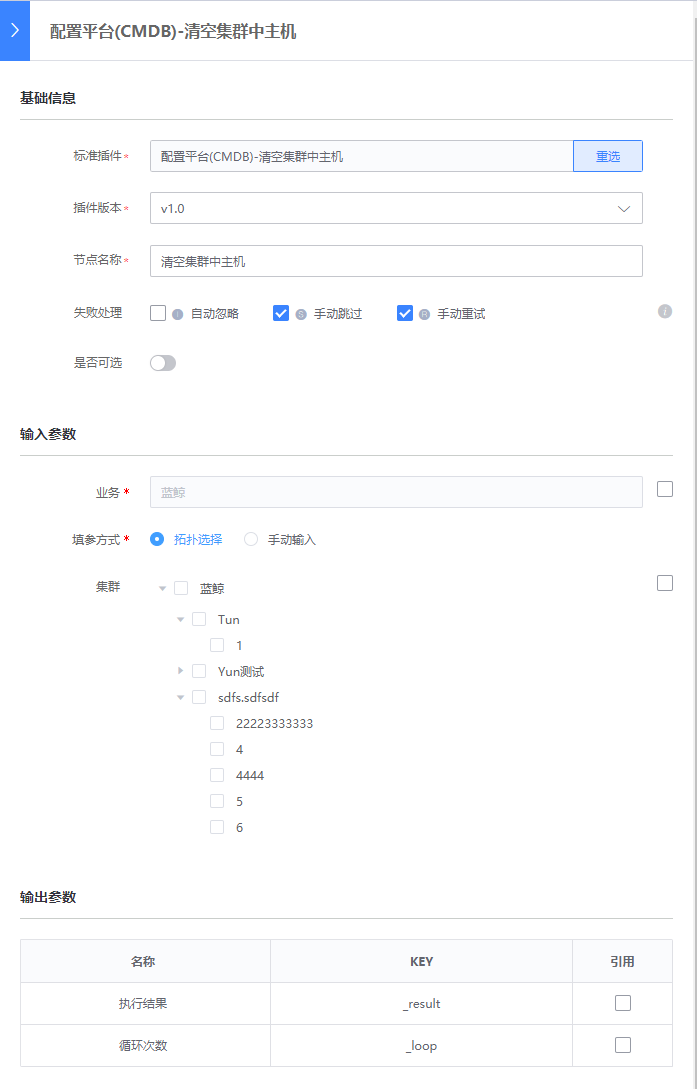 配置平台(CMDB)-清空集群中主机
基础信息
标准插件* 配置平台(CMDB)-清空集群中主机 重选
插件版本* v1.0
节点名称* 清空集群中主机
失败处理 自动忽略 手动跳过 手动重试
是否可选
输入参数
业务* 蓝鲸
填参方式* 拓扑选择 手动输入
集群 蓝鲸
Tun
1
Yun测试
sdfs.sdfsdf
22223333333
4
4444
5
6
输出参数
名称 KEY 引用
执行结果 _result
循环次数 _loop